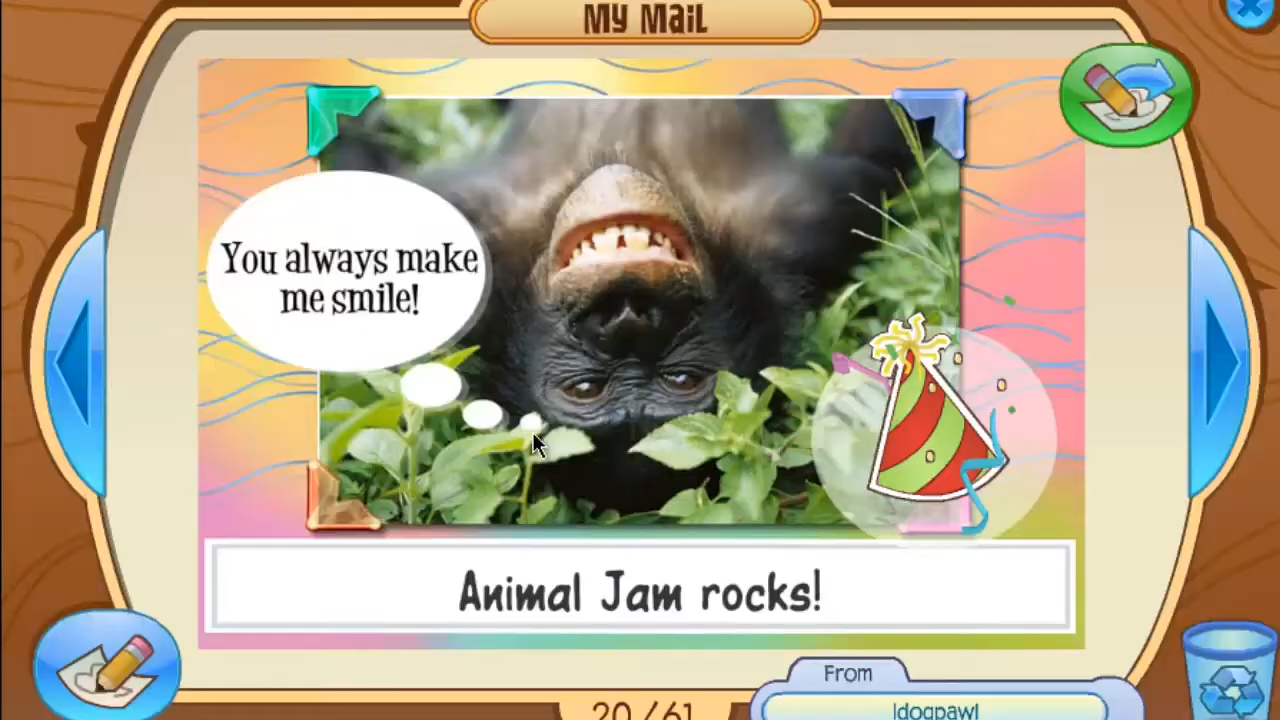 My Mail
You always make
me smile!
Animal Jam rocks!
From
20/61